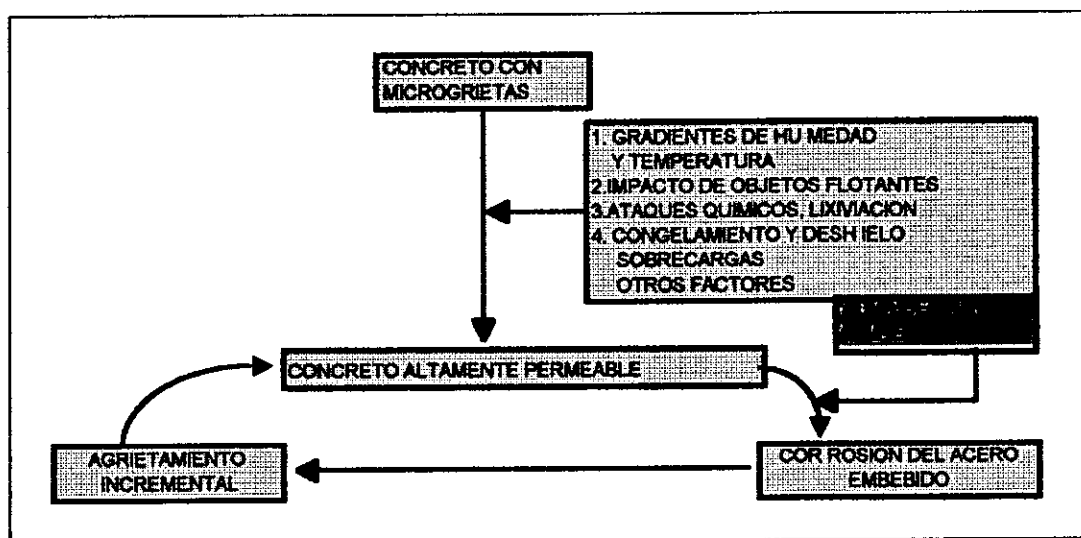 CONCRETO CON
MICROGRIETAS
1. GRADIENTES DE HU MEDAD
Y TEMPERATURA
2.IMPACTO DE OBJETOS FLOTANTES
3.ATAQUES QUIMICOS, LIXIVIACION
4. CONGELAMIENTO Y DESH IELO
SOBRECARGAS
OTROS FACTORES
CONCRETO ALTAMENTE PERMEABLE
AGRIETAMIENTO
INCREMENTAL
COR ROSION DEL ACERO
EMBEBIDO